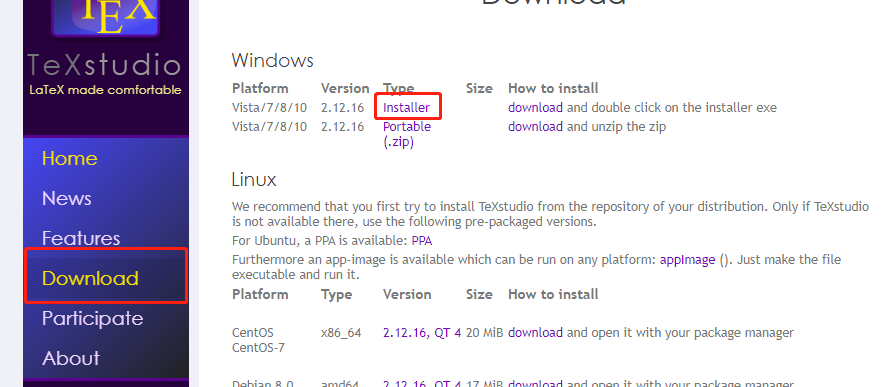 Download
TEX
TeXstudio
LaTeX made comfortable
Home
News
Features
Download
Participate
About
Windows
Platform Version Type Size How to install
Vista/7/8/10 2.12.16 Installer download and double click on the installer exe
Vista/7/8/10 2.12.16 Portable download and unzip the zip
(.zip)
Linux
We recommend that you first try to install TeXstudio from the repository of your distribution. Only if TeXstudio
is not available there, use the following pre-packaged versions.
For Ubuntu, a PPA is available: PPA
Furthermore an app-image is available which can be run on any platform: appImage (). Just make the file
executable and run it.
Platform Type Version Size How to install
CentOS x86_64 2.12.16, QT 4 20 MiB download and open it with your package manager
CentOS-7
Debian 8.0 amd64 2.12.16, QT 4 17 MiB download and open it with your package manager